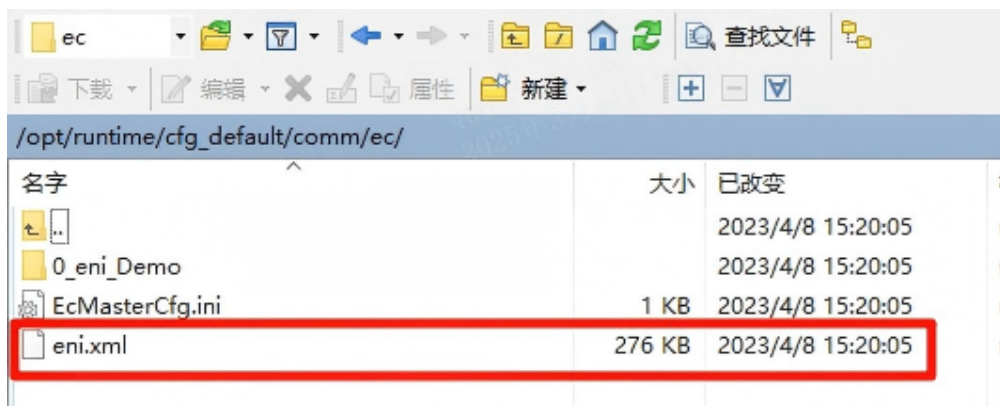 ec
查找文件
下载
编辑
属性
新建
/opt/runtime/cfg_default/comm/ec/
名字 大小 已改变
.. 2023/4/8 15:20:05
0_eni_Demo 2023/4/8 15:20:05
EcMasterCfg.ini 1 KB 2023/4/8 15:20:05
eni.xml 276 KB 2023/4/8 15:20:05